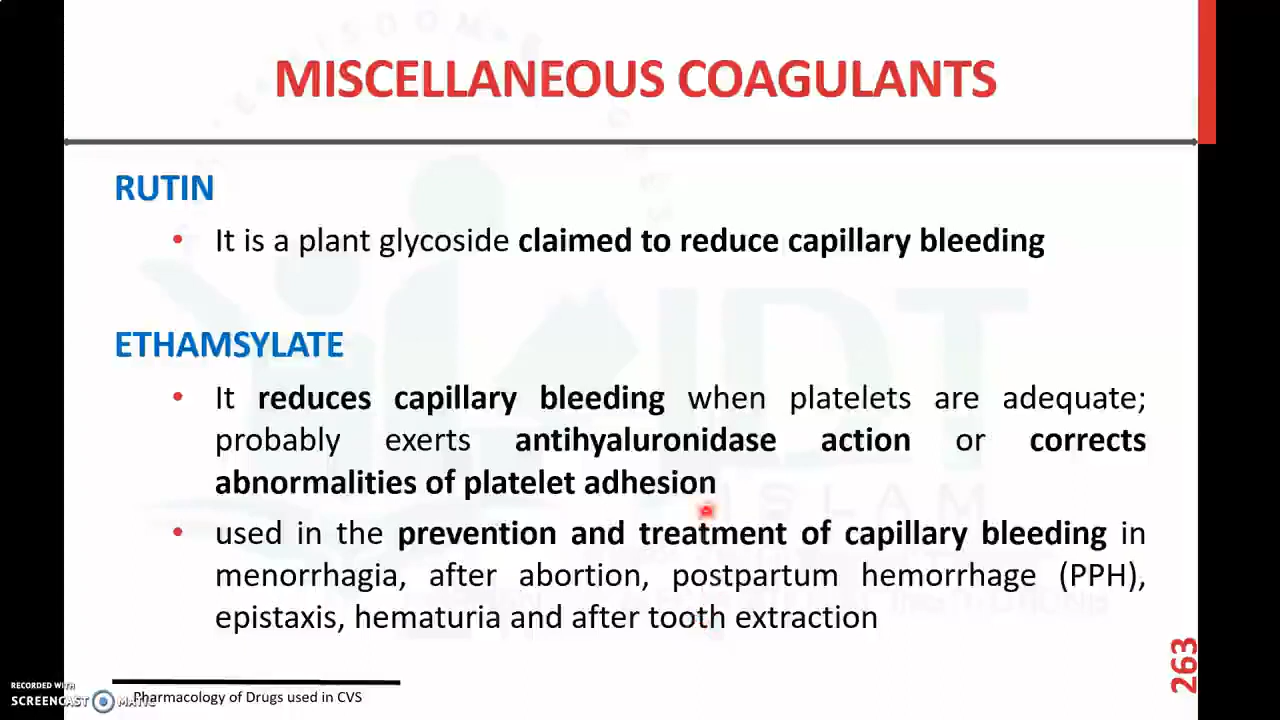 MISCELLANEOUS COAGULANTS
RUTIN
• It is a plant glycoside claimed to reduce capillary bleeding
ETHAMSYLATE
• It reduces capillary bleeding when platelets are adequate;
probably exerts antihyaluronidase action or corrects
abnormalities of platelet adhesion
• used in the prevention and treatment of capillary bleeding in
menorrhagia, after abortion, postpartum hemorrhage (PPH),
epistaxis, hematuria and after tooth extraction
263
Pharmacology of Drugs used in CVS
RECORDED WITH
SCREENCAST MATIC